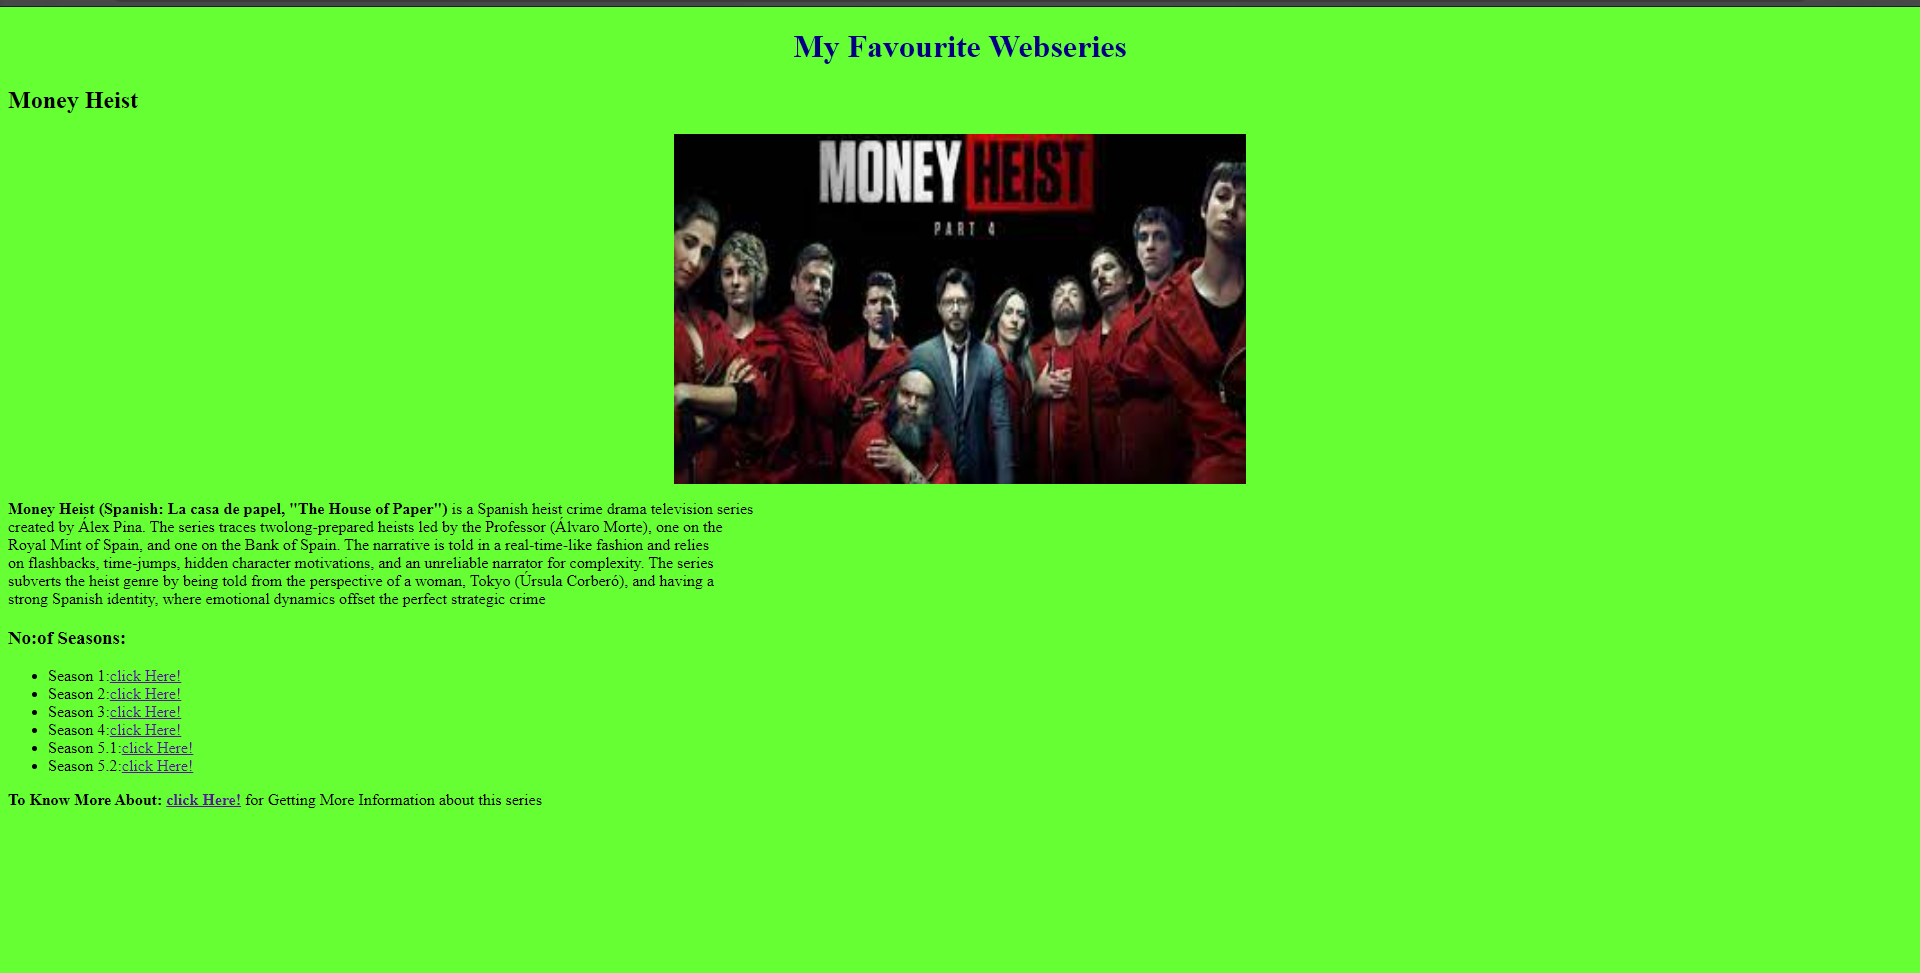 My Favourite Webseries
Money Heist
MONEY HEIST
PART 4
Money Heist (Spanish: La casa de papel, "The House of Paper") is a Spanish heist crime drama television series
created by Álex Pina. The series traces twolong-prepared heists led by the Professor (Álvaro Morte), one on the
Royal Mint of Spain, and one on the Bank of Spain. The narrative is told in a real-time-like fashion and relies
on flashbacks, time-jumps, hidden character motivations, and an unreliable narrator for complexity. The series
subverts the heist genre by being told from the perspective of a woman, Tokyo (Úrsula Corberó), and having a
strong Spanish identity, where emotional dynamics offset the perfect strategic crime
No:of Seasons:
• Season 1:click Here!
• Season 2:click Here!
• Season 3:click Here!
• Season 4:click Here!
• Season 5.1:click Here!
• Season 5.2:click Here!
To Know More About: click Here! for Getting More Information about this series